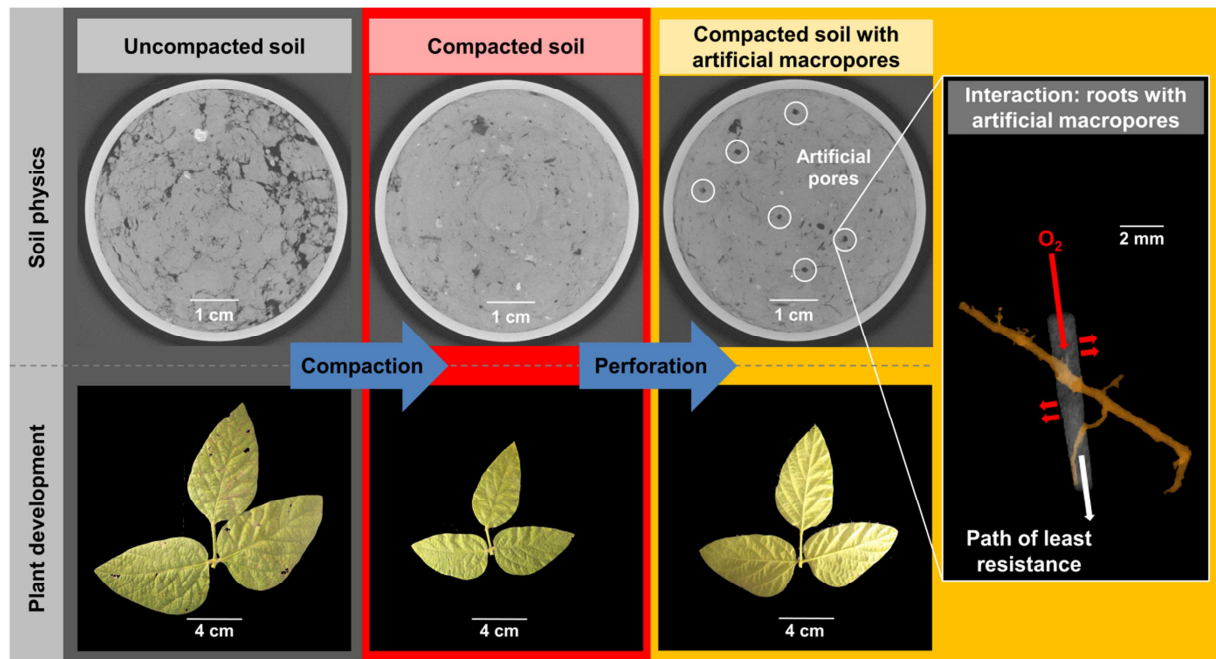 Uncompacted soil
Compacted soil
Compacted soil with
artificial macropores
Interaction: roots with
artificial macropores
Soil physics
Artificial
pores
1 cm
1 cm
1 cm
2 mm
O₂
Compaction
Perforation
Plant development
4 cm
4 cm
4 cm
Path of least
resistance